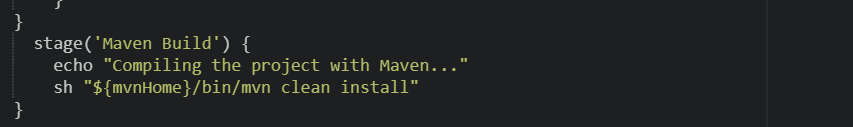 }
}
stage('Maven Build') {
echo "Compiling the project with Maven..."
sh "${mvnHome}/bin/mvn clean install"
}